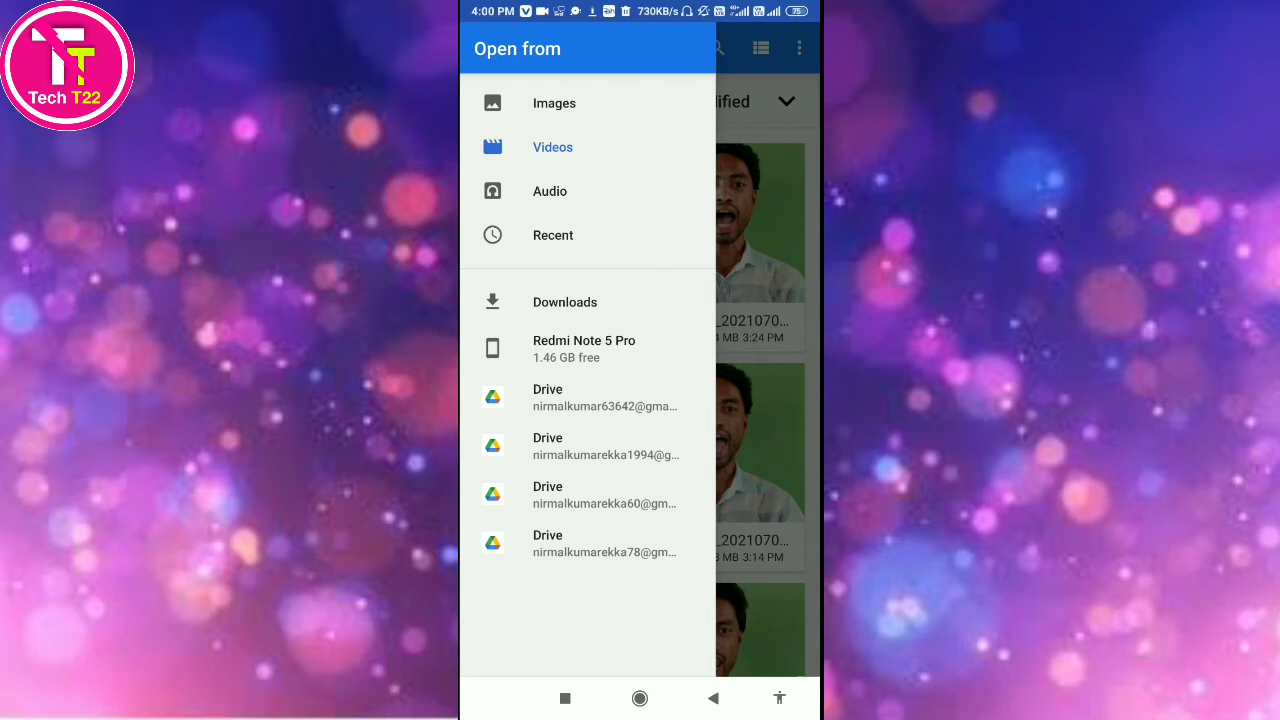 TT
Tech T22
4:00 PM 730KB/s 75
Open from
Images
Videos
Audio
Recent
Downloads
Redmi Note 5 Pro
1.46 GB free
Drive
nirmalkumar63642@gma...
Drive
nirmalkumarekka1994@g...
Drive
nirmalkumarekka60@gm...
Drive
nirmalkumarekka78@gm...
ified
_2021070...
MB 3:24 PM
_2021070...
MB 3:14 PM